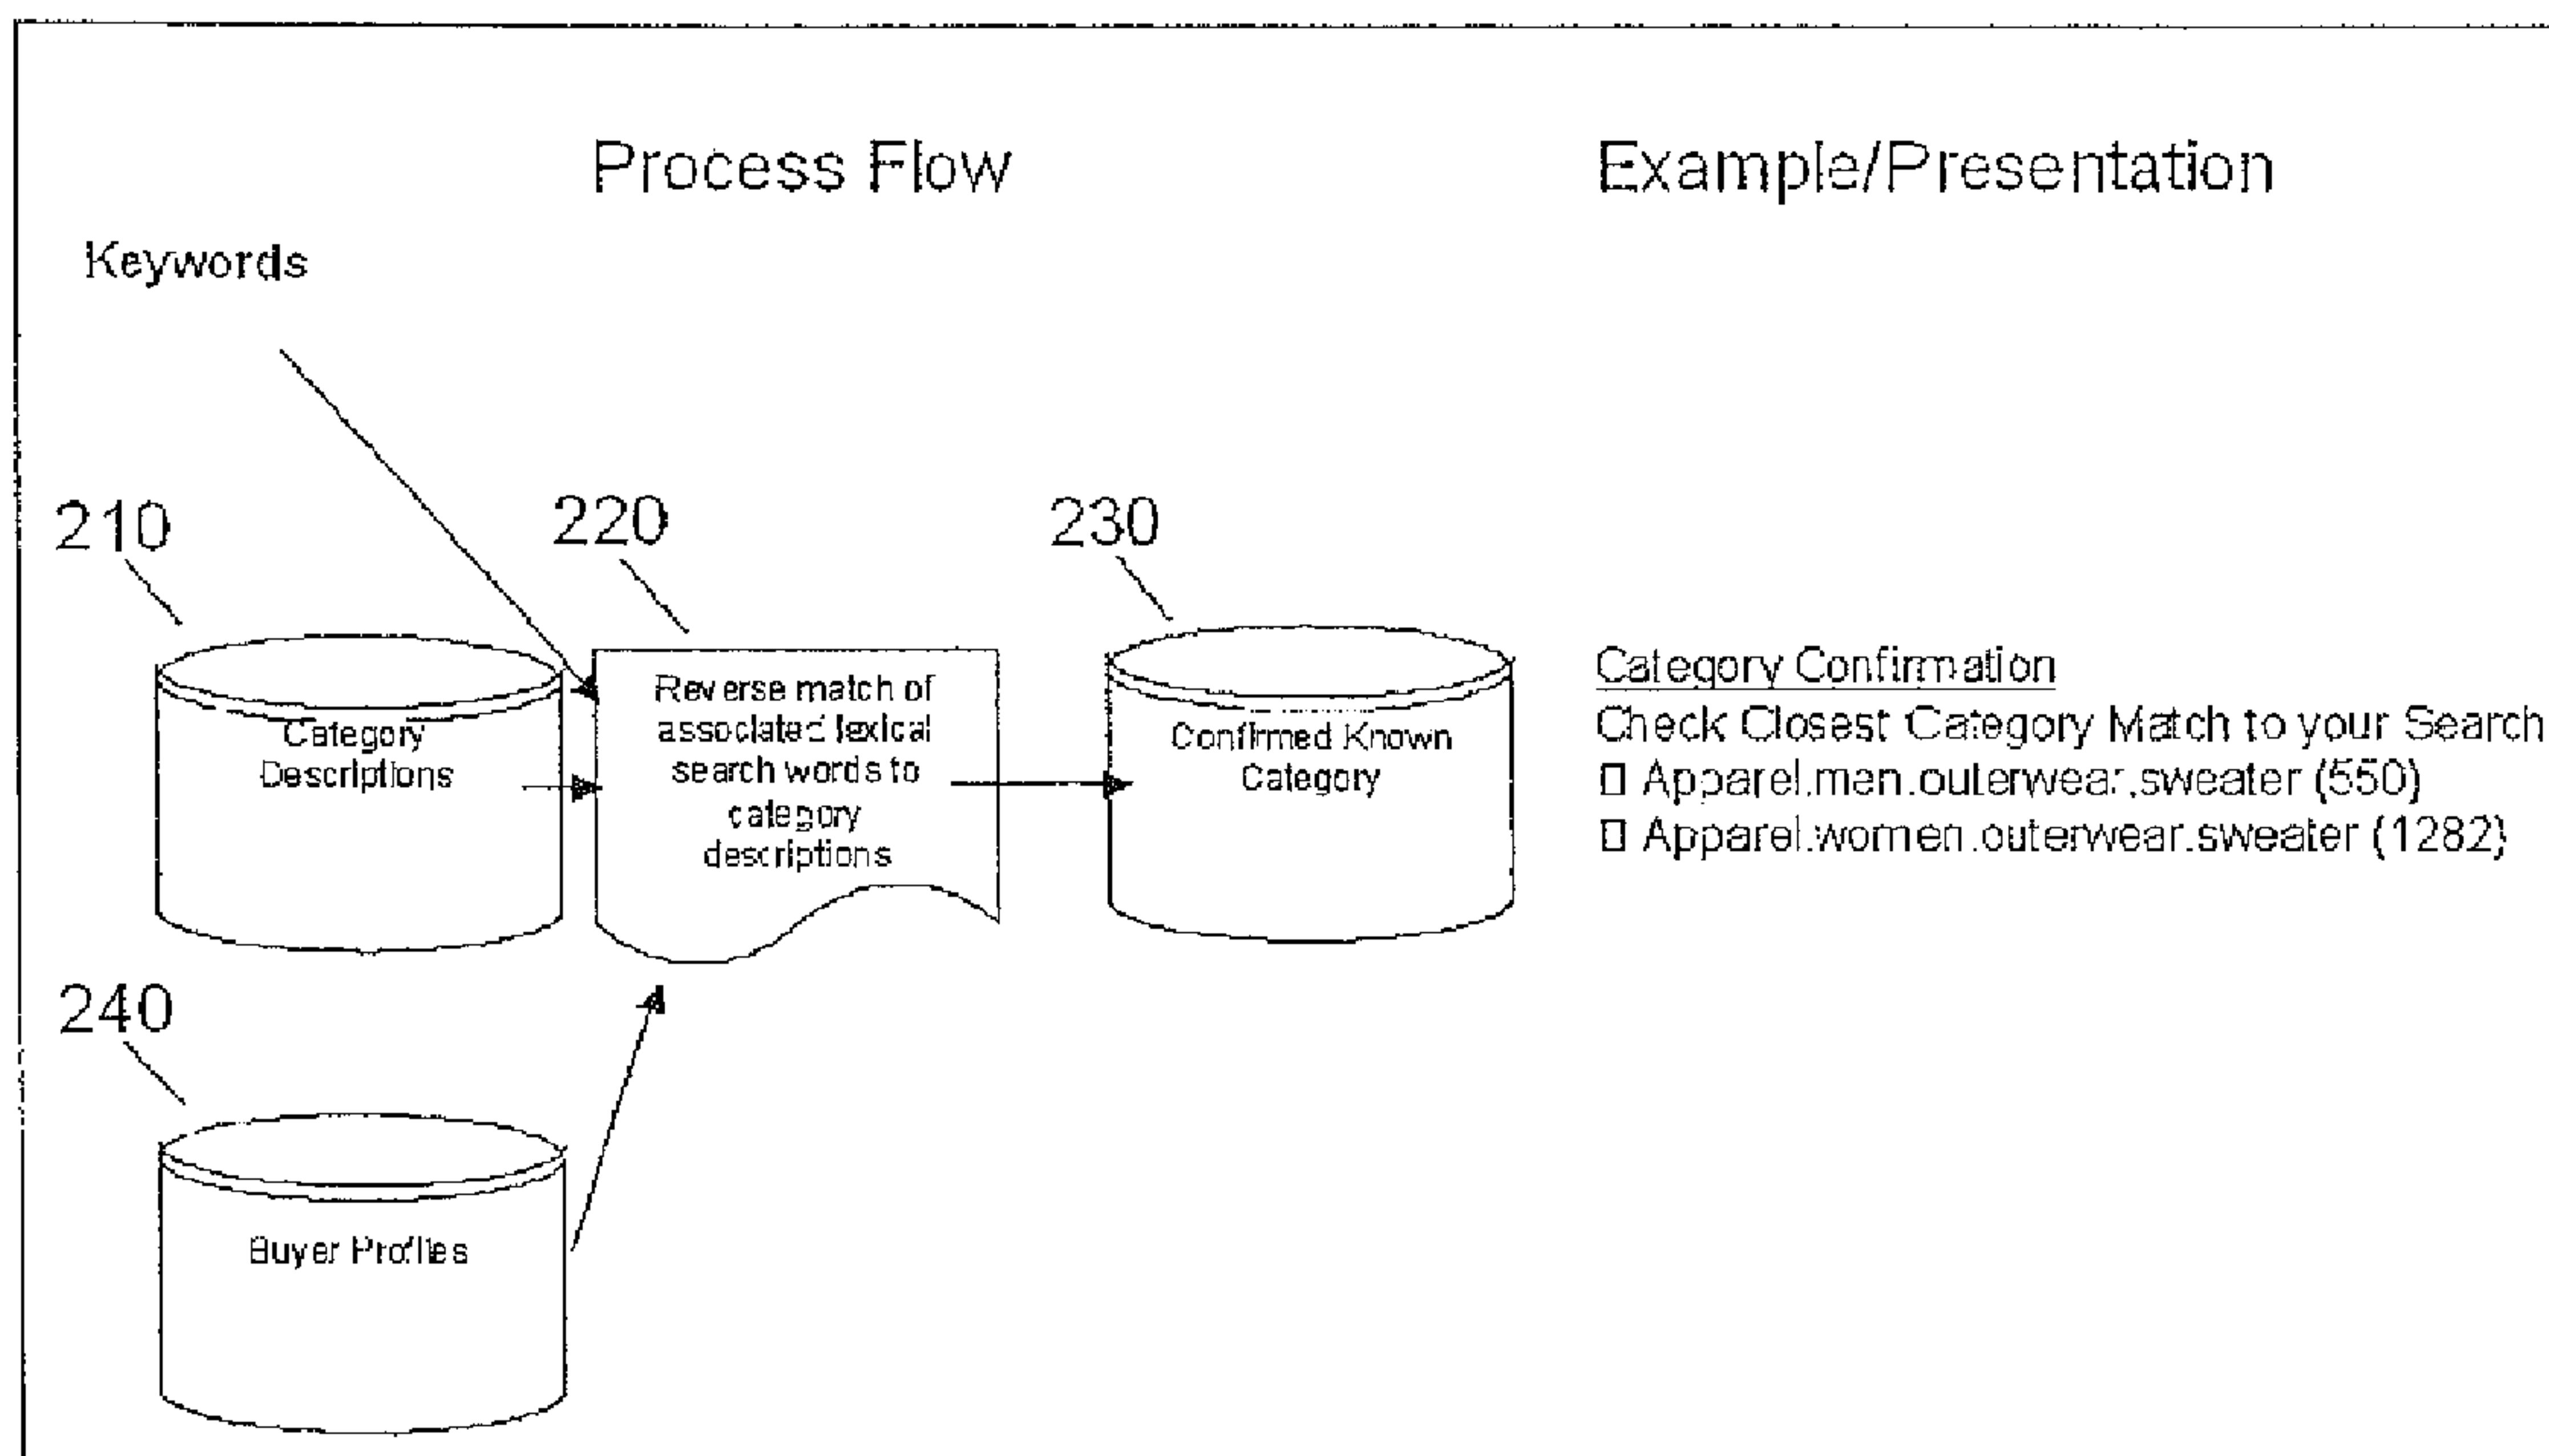 Process Flow
Example/Presentation
Keywords
210
220
230
Category
Descriptions
Reverse match of
associated lexical
search words to
category
descriptions
Confirmed Known
Category
Category Confirmation
Check Closest Category Match to your Search
▯ Apparel.men.outerwear.sweater (550)
▯ Apparel.women.outerwear.sweater (1282)
240
Buyer Profiles